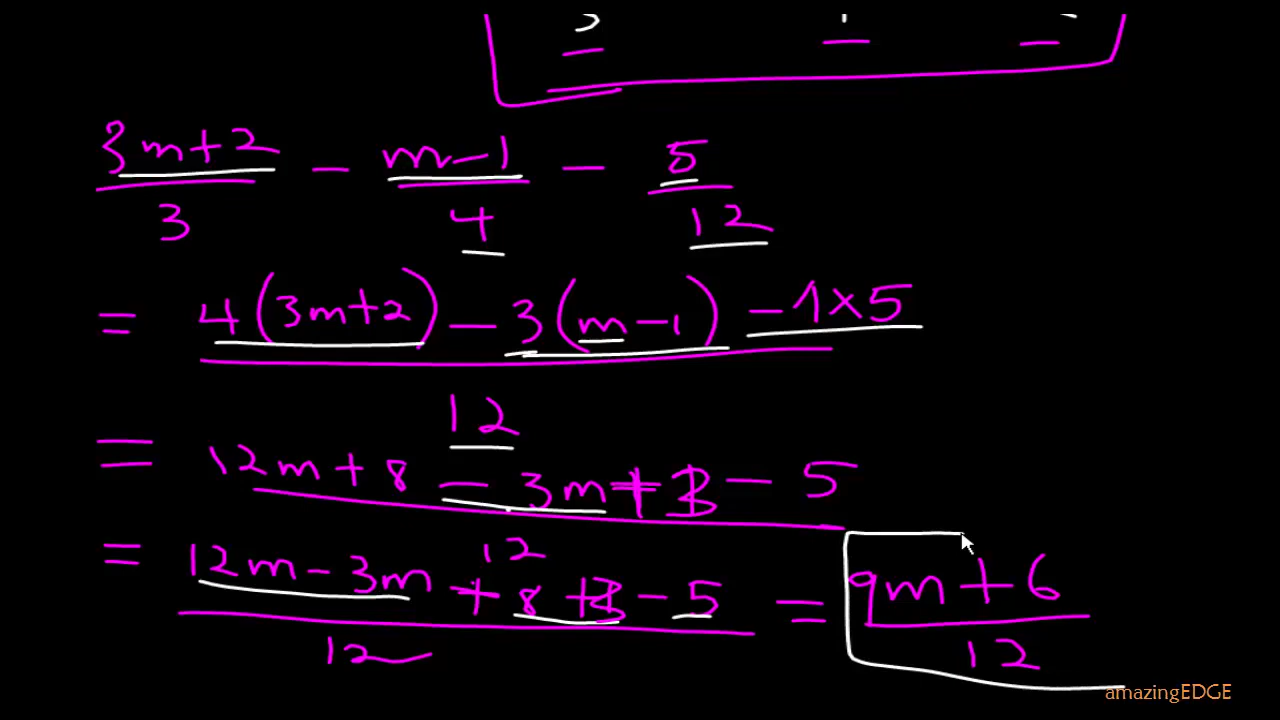 3m+2 / 3 - m-1 / 4 - 5 / 12
= 4(3m+2) - 3(m-1) - 1×5 / 12
= 12m+8 - 3m+3 - 5 / 12
= 12m-3m+8+3-5 / 12 = 9m+6 / 12
amazingEDGE